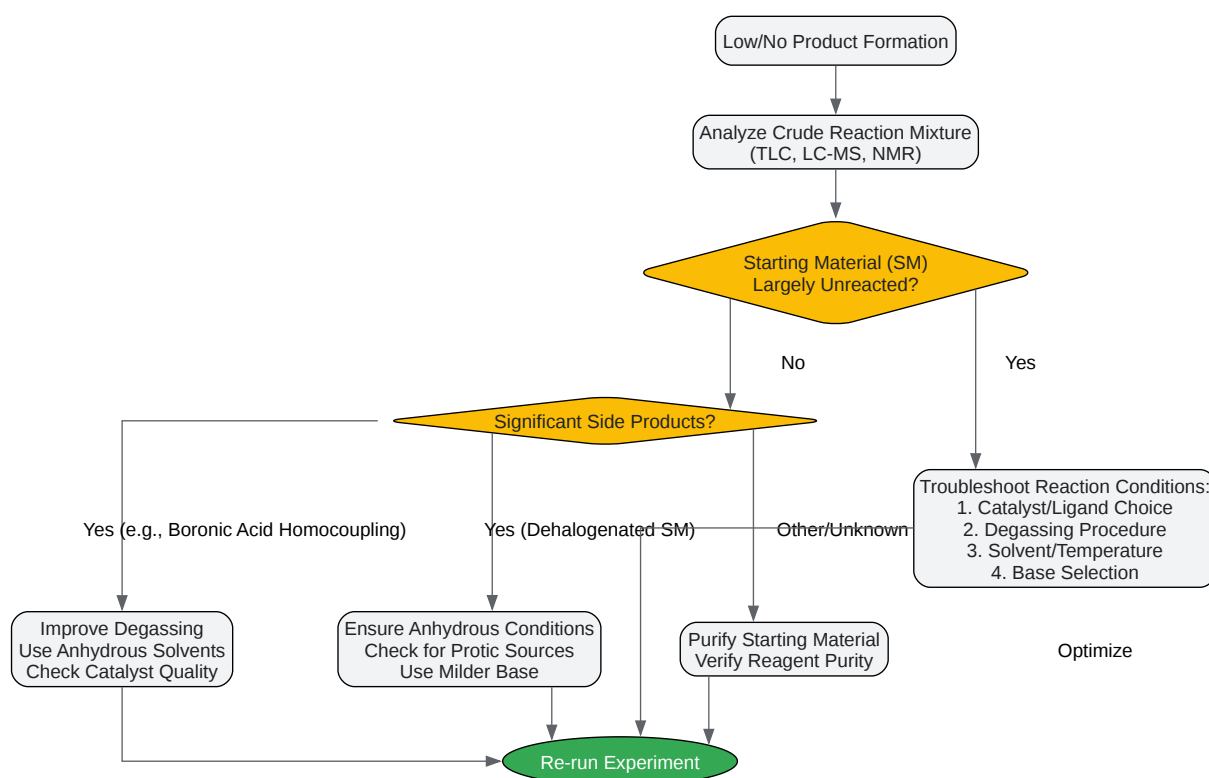 Low/No Product Formation
Analyze Crude Reaction Mixture
(TLC, LC-MS, NMR)
Starting Material (SM)
Largely Unreacted?
No
Yes
Significant Side Products?
Troubleshoot Reaction Conditions:
1. Catalyst/Ligand Choice
2. Degassing Procedure
3. Solvent/Temperature
4. Base Selection
Yes (e.g., Boronic Acid Homocoupling)
Yes (Dehalogenated SM)
Other/Unknown
Improve Degassing
Use Anhydrous Solvents
Check Catalyst Quality
Ensure Anhydrous Conditions
Check for Protic Sources
Use Milder Base
Purify Starting Material
Verify Reagent Purity
Optimize
Re-run Experiment